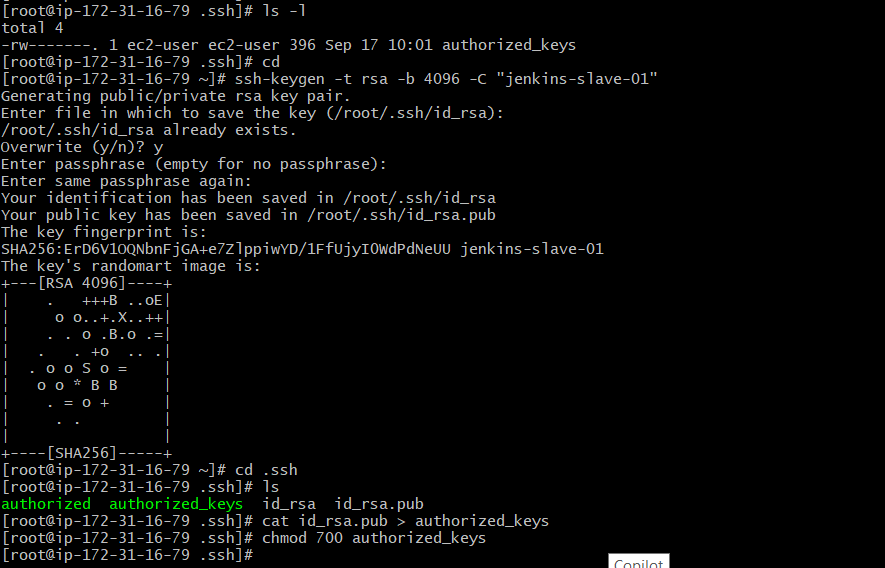 [root@ip-172-31-16-79 .ssh]# ls -l
total 4
-rw-------. 1 ec2-user ec2-user 396 Sep 17 10:01 authorized_keys
[root@ip-172-31-16-79 .ssh]# cd
[root@ip-172-31-16-79 ~]# ssh-keygen -t rsa -b 4096 -C "jenkins-slave-01"
Generating public/private rsa key pair.
Enter file in which to save the key (/root/.ssh/id_rsa):
/root/.ssh/id_rsa already exists.
Overwrite (y/n)? y
Enter passphrase (empty for no passphrase):
Enter same passphrase again:
Your identification has been saved in /root/.ssh/id_rsa
Your public key has been saved in /root/.ssh/id_rsa.pub
The key fingerprint is:
SHA256:ErD6V1OQNbnFjGA+e7ZlppiwYD/1FfUjyI0WdPdNeUU jenkins-slave-01
The key's randomart image is:
+---[RSA 4096]----+
|    .   +++B ..oE|
|     o o..+.X..++|
|    . . o .B.o .=|
|   .   . +o  .. .|
|  . o o S o =    |
|   o o * B B     |
|    . = o +      |
|     . .         |
|                 |
+----[SHA256]-----+
[root@ip-172-31-16-79 ~]# cd .ssh
[root@ip-172-31-16-79 .ssh]# ls
authorized  authorized_keys  id_rsa  id_rsa.pub
[root@ip-172-31-16-79 .ssh]# cat id_rsa.pub > authorized_keys
[root@ip-172-31-16-79 .ssh]# chmod 700 authorized_keys
[root@ip-172-31-16-79 .ssh]#
Copilot